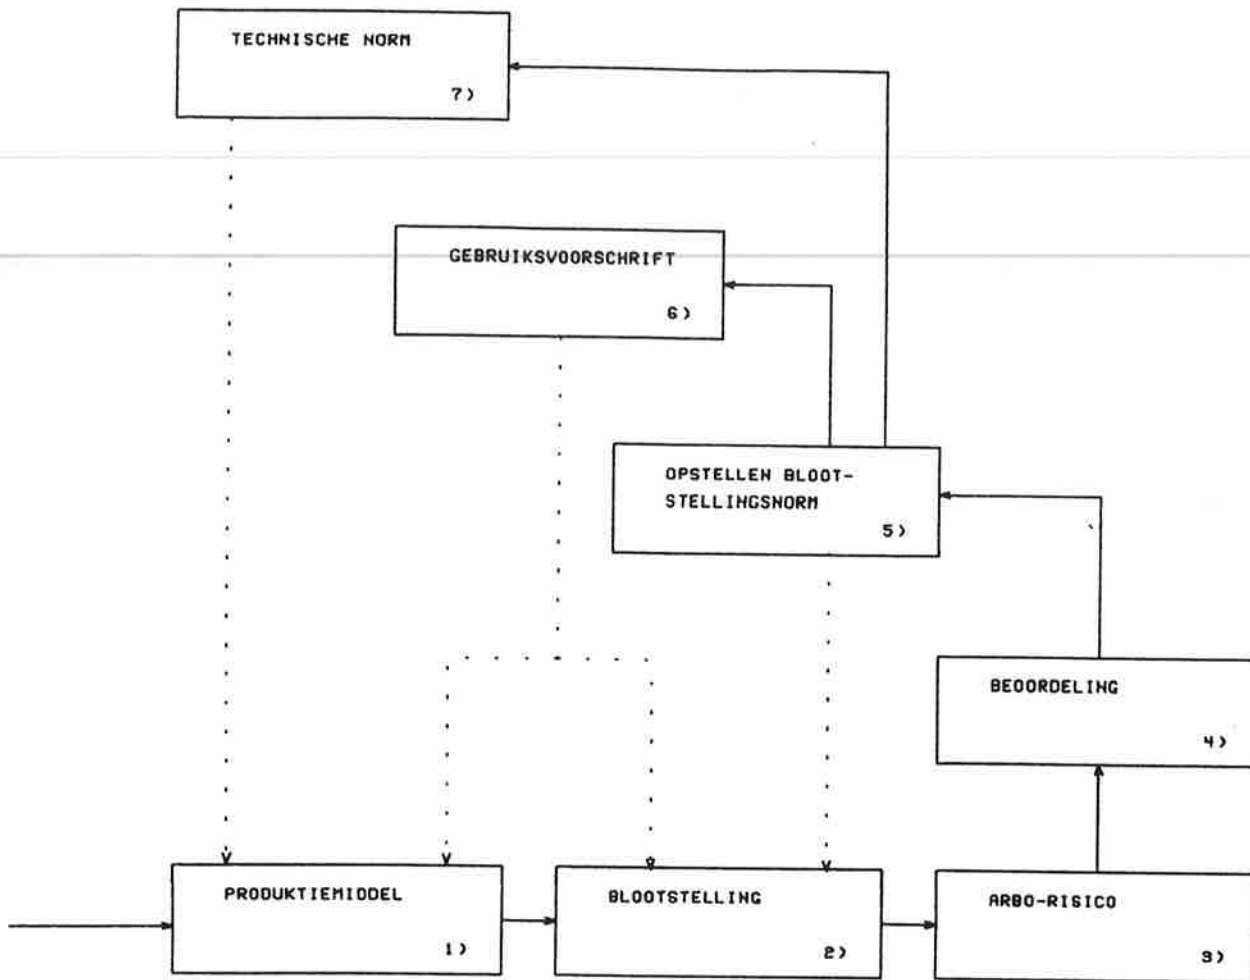 TECHNISCHE NORM
7)
GEBRUIKSVOORSCHRIFT
6)
OPSTELLEN BLOOT-
STELLINGSNORM
5)
BEOORDELING
4)
PRODUKTIEMIDDEL
1)
BLOOTSTELLING
2)
ARBO-RISICO
3)